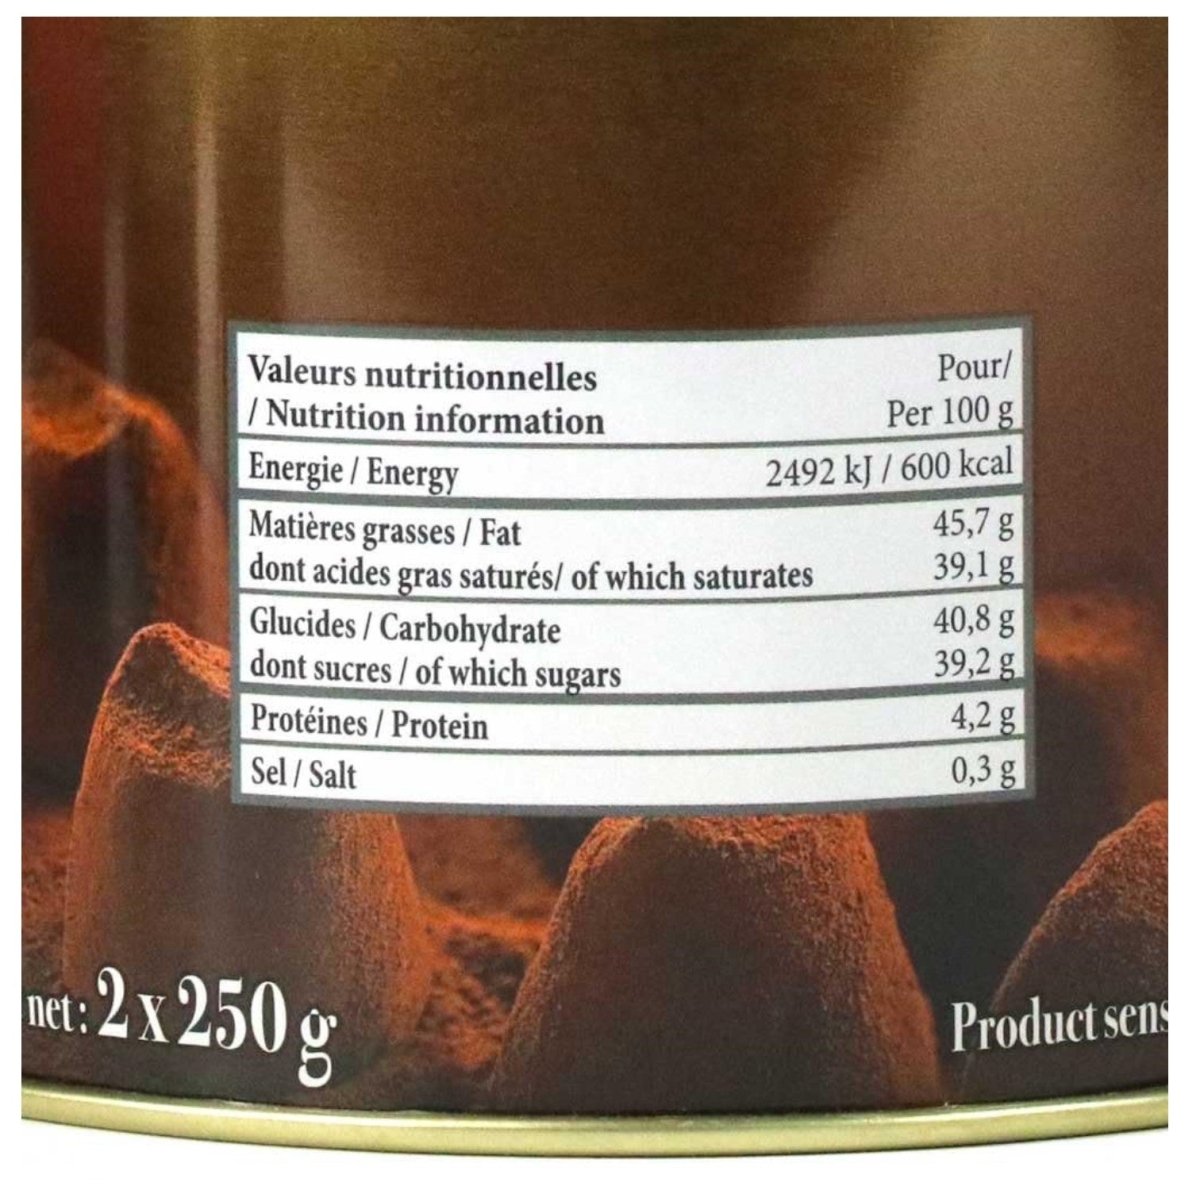 Valeurs nutritionnelles Pour/
/ Nutrition information Per 100 g
Energie / Energy 2492 kJ / 600 kcal
Matières grasses / Fat 45,7 g
dont acides gras saturés/ of which saturates 39,1 g
Glucides / Carbohydrate 40,8 g
dont sucres / of which sugars 39,2 g
Protéines / Protein 4,2 g
Sel / Salt 0,3 g
net: 2 x 250 g
Product sens